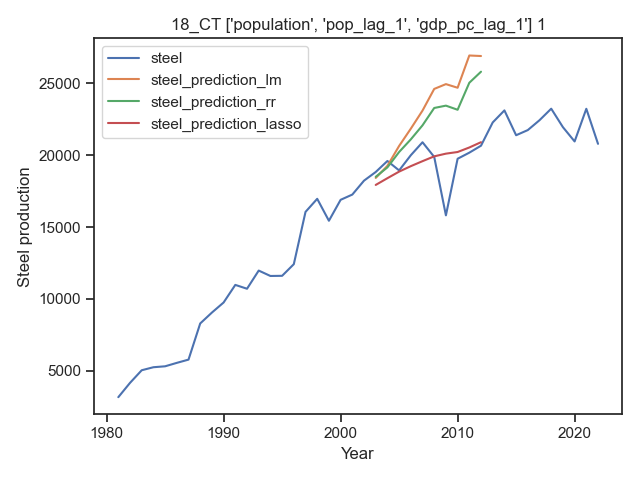 18_CT ['population', 'pop_lag_1', 'gdp_pc_lag_1'] 1
steel
steel_prediction_lm
steel_prediction_rr
steel_prediction_lasso
Steel production
25000
20000
15000
10000
5000
1980
1990
2000
2010
2020
Year